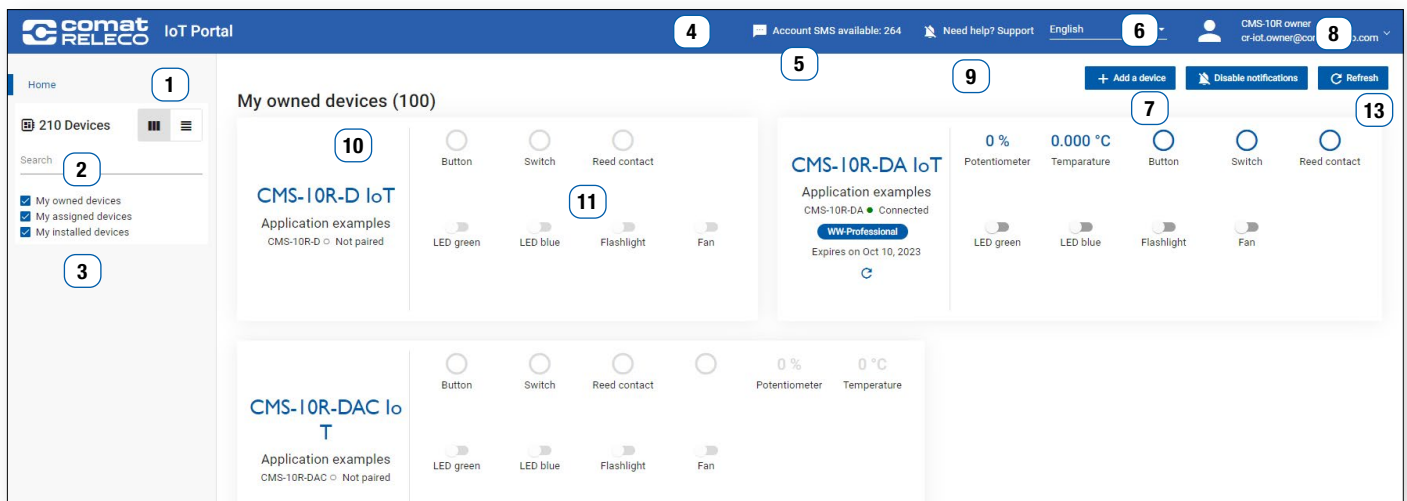 comat RELECO IoT Portal
4
Account SMS available: 264
Need help? Support
English
6
CMS-10R owner
cr-iot.owner@co
8
o.com
5
9
1
Home
+ Add a device
Disable notifications
Refresh
7
13
My owned devices (100)
210 Devices
Search
2
My owned devices
My assigned devices
My installed devices
3
10
Button
Switch
Reed contact
CMS-10R-D IoT
Application examples
CMS-10R-D Not paired
11
LED green
LED blue
Flashlight
Fan
0 %
0.000 °C
Potentiometer
Temparature
Button
Switch
Reed contact
CMS-10R-DA IoT
Application examples
CMS-10R-DA Connected
WW-Professional
Expires on Oct 10, 2023
LED green
LED blue
Flashlight
Fan
0 %
0 °C
Button
Switch
Reed contact
Potentiometer
Temperature
CMS-10R-DAC Io
T
Application examples
CMS-10R-DAC Not paired
LED green
LED blue
Flashlight
Fan